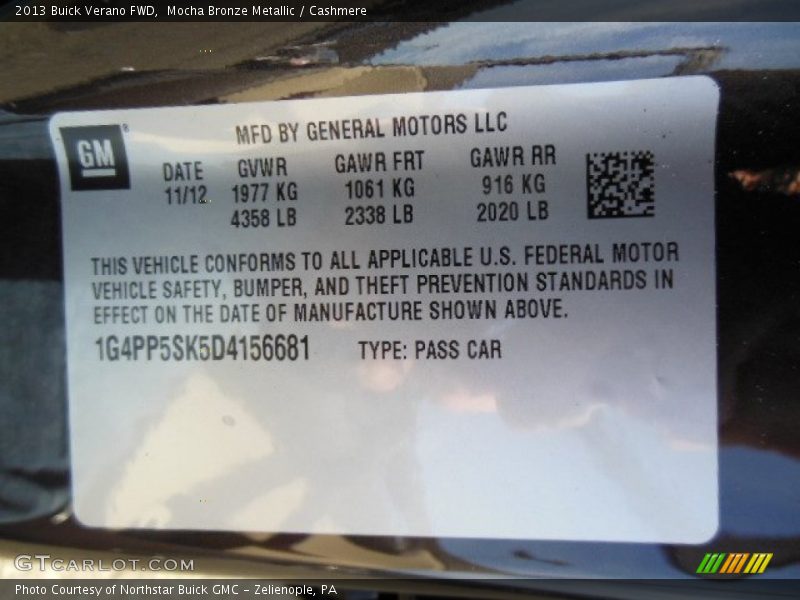 2013 Buick Verano FWD,  Mocha Bronze Metallic / Cashmere
GM
MFD BY GENERAL MOTORS LLC
DATE GVWR GAWR FRT GAWR RR
11/12 1977 KG 1061 KG 916 KG
4358 LB 2338 LB 2020 LB
THIS VEHICLE CONFORMS TO ALL APPLICABLE U.S. FEDERAL MOTOR
VEHICLE SAFETY, BUMPER, AND THEFT PREVENTION STANDARDS IN
EFFECT ON THE DATE OF MANUFACTURE SHOWN ABOVE.
1G4PP5SK5D4156681 TYPE: PASS CAR
GTCARLOT.COM
Photo Courtesy of Northstar Buick GMC - Zelienople, PA